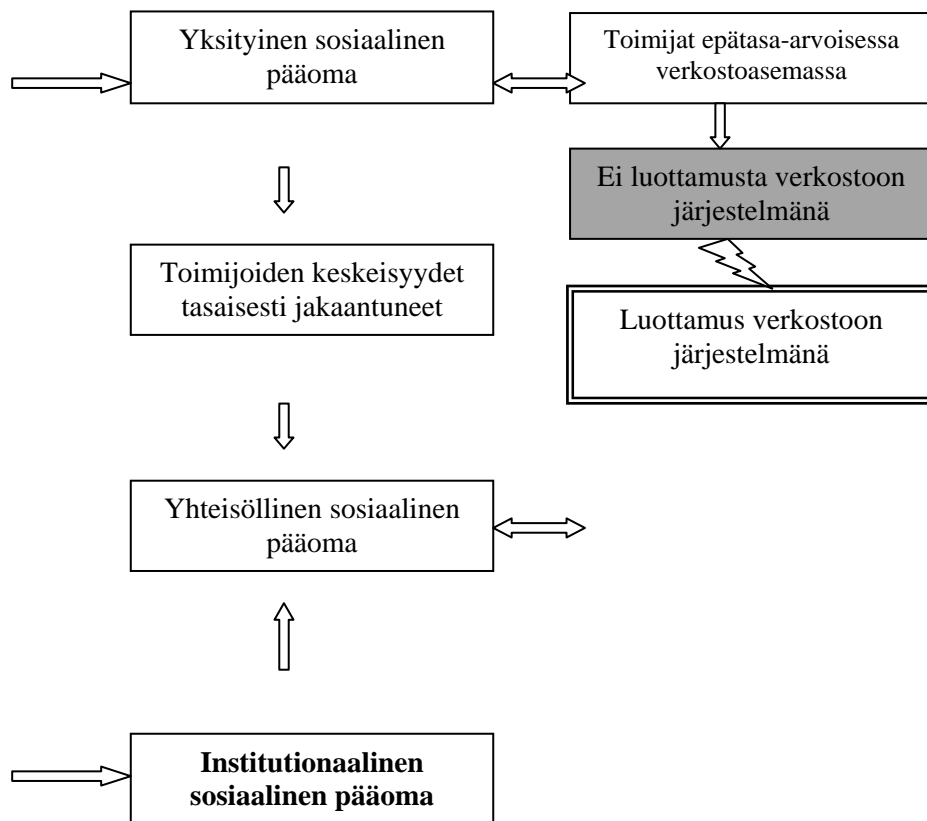 Yksityinen sosiaalinen
pääoma
Toimijat epätasa-arvoisessa
verkostoasemassa
Ei luottamusta verkostoon
järjestelmänä
Toimijoiden keskeisyydet
tasaisesti jakaantuneet
Luottamus verkostoon
järjestelmänä
Yhteisöllinen sosiaalinen
pääoma
Institutionaalinen
sosiaalinen pääoma